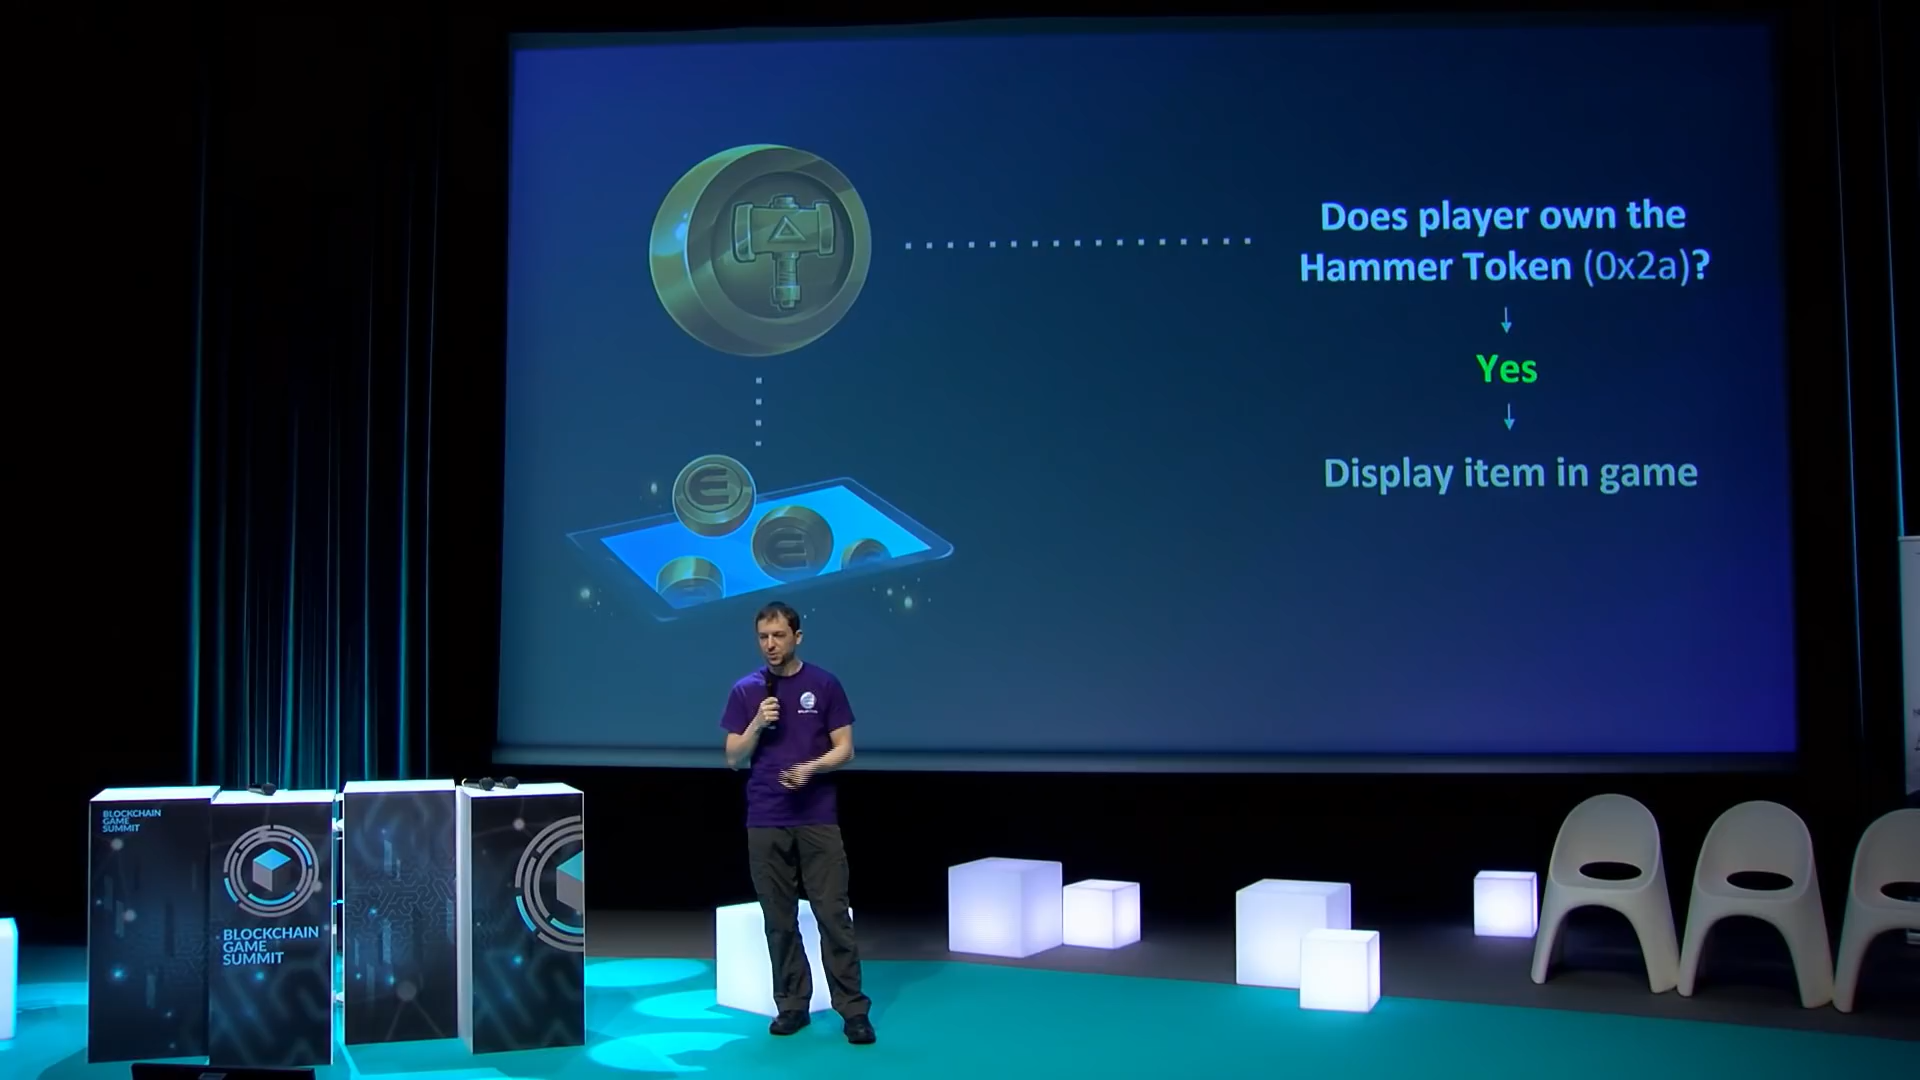 Does player own the
Hammer Token (0x2a)?
Yes
Display item in game
BLOCKCHAIN
GAME
SUMMIT
BLOCKCHAIN
GAME
SUMMIT